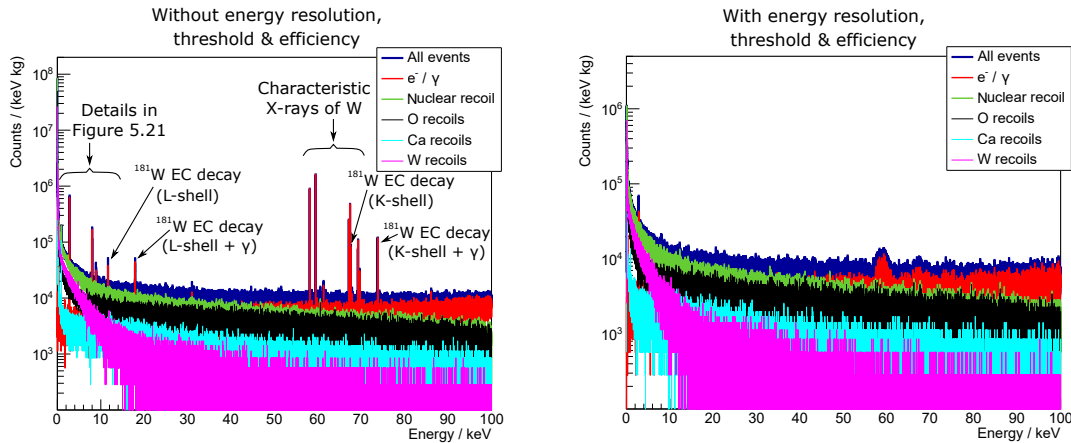 Without energy resolution,
threshold & efficiency
Counts / (keV kg)
10⁸
10⁷
10⁶
10⁵
10⁴
10³
All events
e⁻ / γ
Nuclear recoil
O recoils
Ca recoils
W recoils
Details in
Figure 5.21
Characteristic
X-rays of W
¹⁸¹W EC decay
(L-shell)
¹⁸¹W EC decay
(L-shell + γ)
¹⁸¹W EC decay
(K-shell)
¹⁸¹W EC decay
(K-shell + γ)
0 10 20 30 40 50 60 70 80 90 100
Energy / keV
With energy resolution,
threshold & efficiency
Counts / (keV kg)
10⁶
10⁵
10⁴
10³
All events
e⁻ / γ
Nuclear recoil
O recoils
Ca recoils
W recoils
0 10 20 30 40 50 60 70 80 90 100
Energy / keV